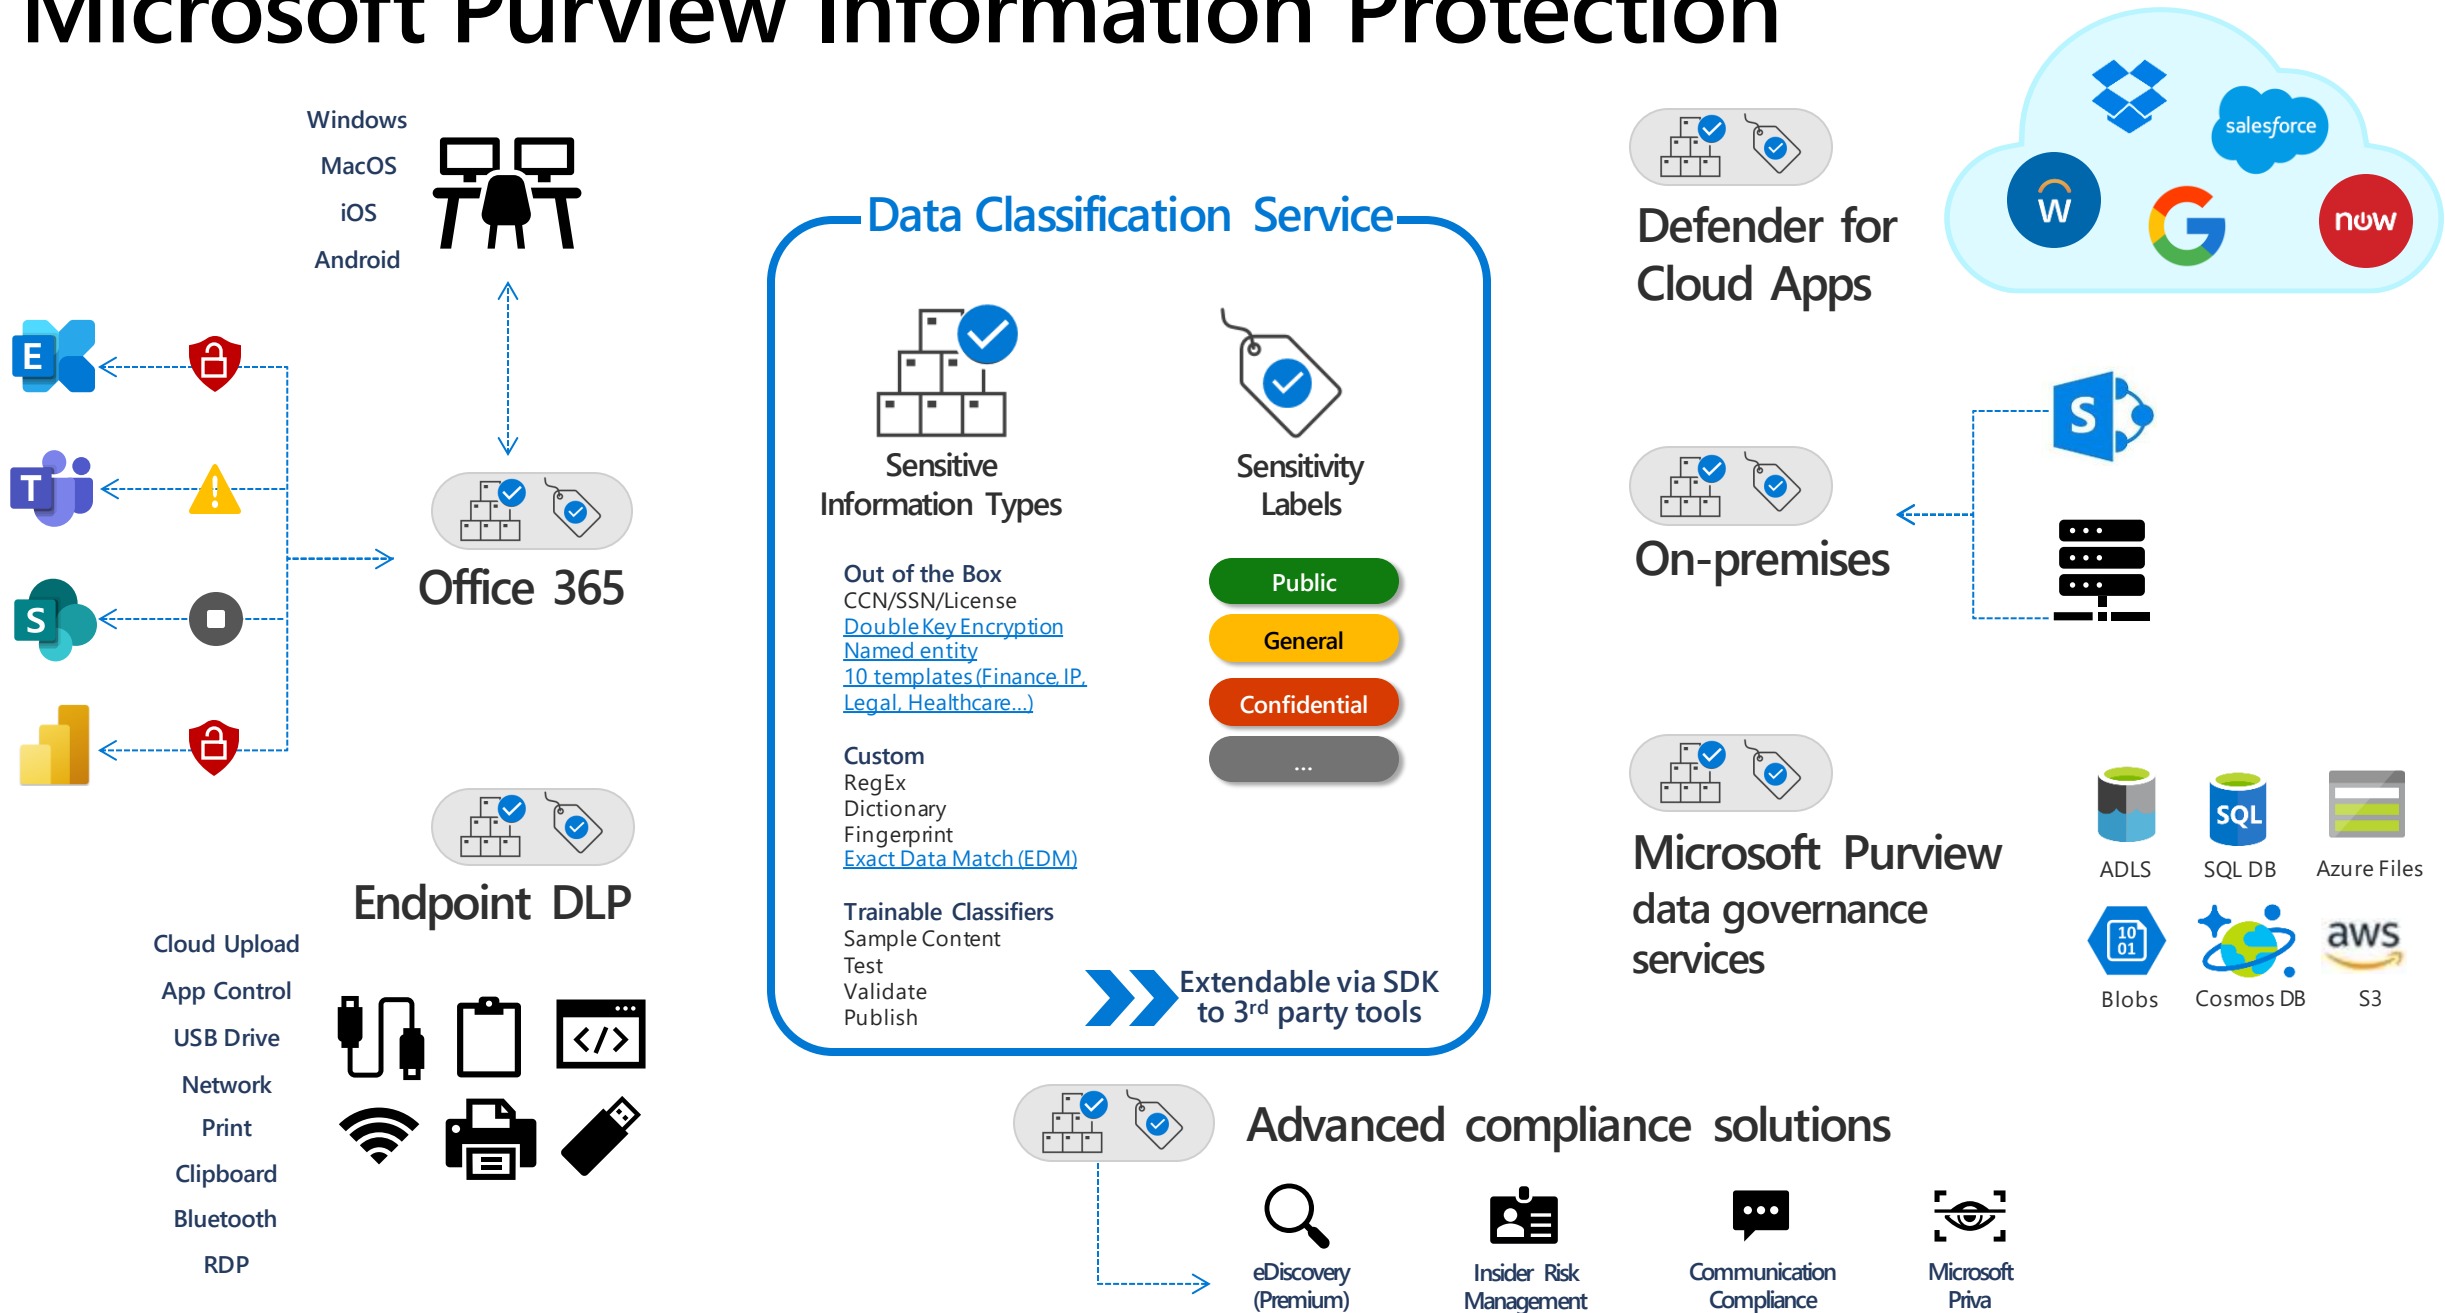 Microsoft Purview Information Protection
Windows
MacOS
iOS
Android
E
T
S
Office 365
Endpoint DLP
Cloud Upload
App Control
USB Drive
Network
Print
Clipboard
Bluetooth
RDP
</>
Data Classification Service
Sensitive
Information Types
Out of the Box
CCN/SSN/License
Double Key Encryption
Named entity
10 templates (Finance, IP,
Legal, Healthcare...)
Custom
RegEx
Dictionary
Fingerprint
Exact Data Match (EDM)
Trainable Classifiers
Sample Content
Test
Validate
Publish
Sensitivity
Labels
Public
General
Confidential
...
Extendable via SDK
to 3rd party tools
Defender for
Cloud Apps
salesforce
W
G
now
On-premises
S
Microsoft Purview
data governance
services
ADLS
SQL
SQL DB
Azure Files
10
01
Blobs
Cosmos DB
aws
S3
Advanced compliance solutions
eDiscovery
(Premium)
Insider Risk
Management
Communication
Compliance
Microsoft
Priva